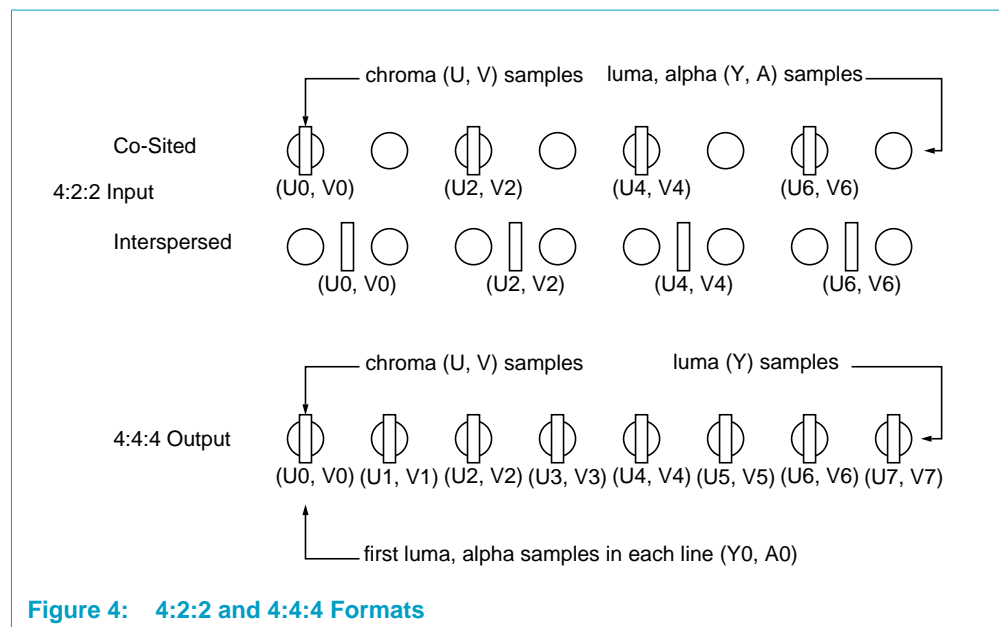 chroma (U, V) samples luma, alpha (Y, A) samples
Co-Sited
(U0, V0) (U2, V2) (U4, V4) (U6, V6)
4:2:2 Input
Interspersed
(U0, V0) (U2, V2) (U4, V4) (U6, V6)
chroma (U, V) samples luma (Y) samples
4:4:4 Output
(U0, V0) (U1, V1) (U2, V2) (U3, V3) (U4, V4) (U5, V5) (U6, V6) (U7, V7)
first luma, alpha samples in each line (Y0, A0)
Figure 4: 4:2:2 and 4:4:4 Formats